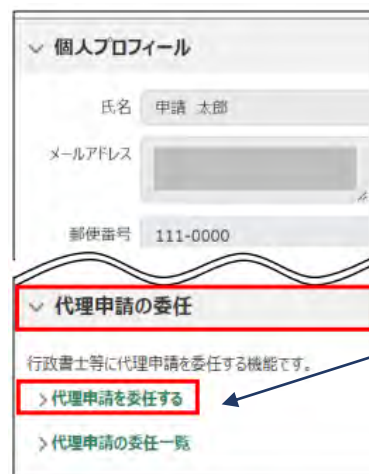 個人プロフィール
氏名 申請 太郎
メールアドレス
郵便番号 111-0000
代理申請の委任
行政書士等に代理申請を委任する機能です。
>代理申請を委任する
>代理申請の委任一覧